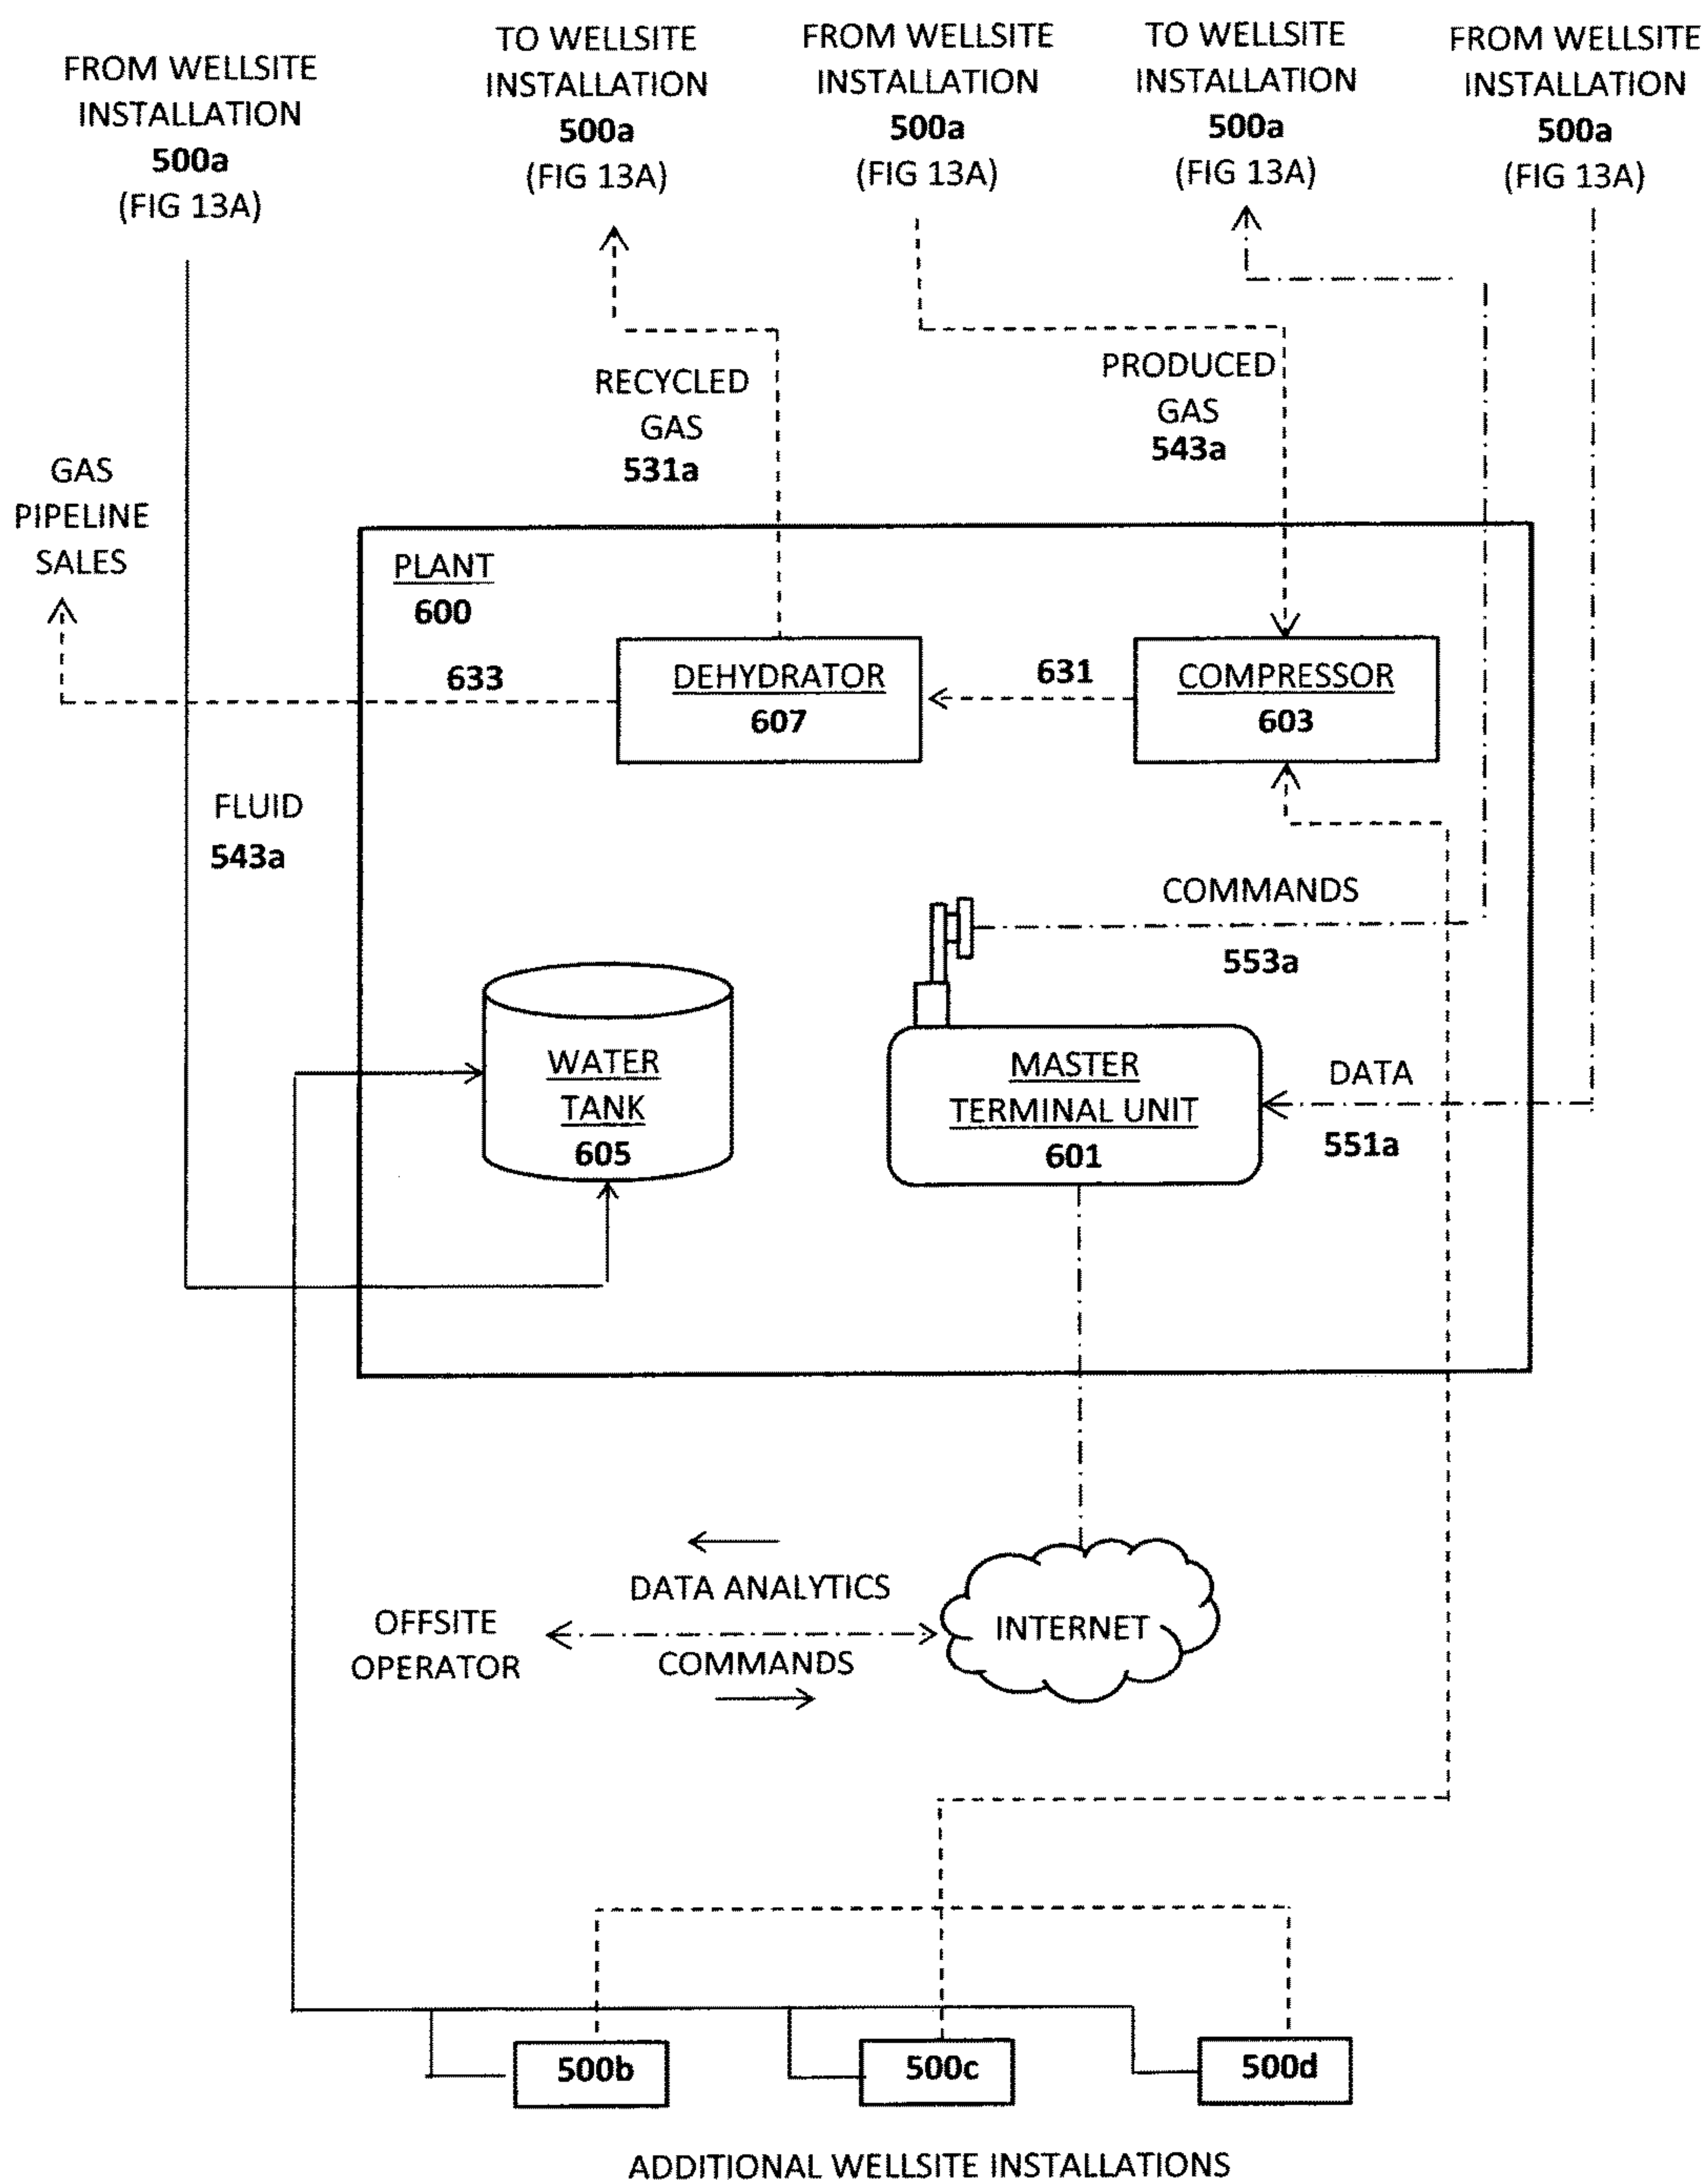 FROM WELLSITE
INSTALLATION
500a
(FIG 13A)
TO WELLSITE
INSTALLATION
500a
(FIG 13A)
FROM WELLSITE
INSTALLATION
500a
(FIG 13A)
TO WELLSITE
INSTALLATION
500a
(FIG 13A)
FROM WELLSITE
INSTALLATION
500a
(FIG 13A)
RECYCLED
GAS
531a
PRODUCED
GAS
543a
GAS
PIPELINE
SALES
PLANT
600
633
DEHYDRATOR
607
631
COMPRESSOR
603
FLUID
543a
COMMANDS
553a
WATER
TANK
605
MASTER
TERMINAL UNIT
601
DATA
551a
DATA ANALYTICS
OFFSITE
OPERATOR
COMMANDS
INTERNET
500b
500c
500d
ADDITIONAL WELLSITE INSTALLATIONS